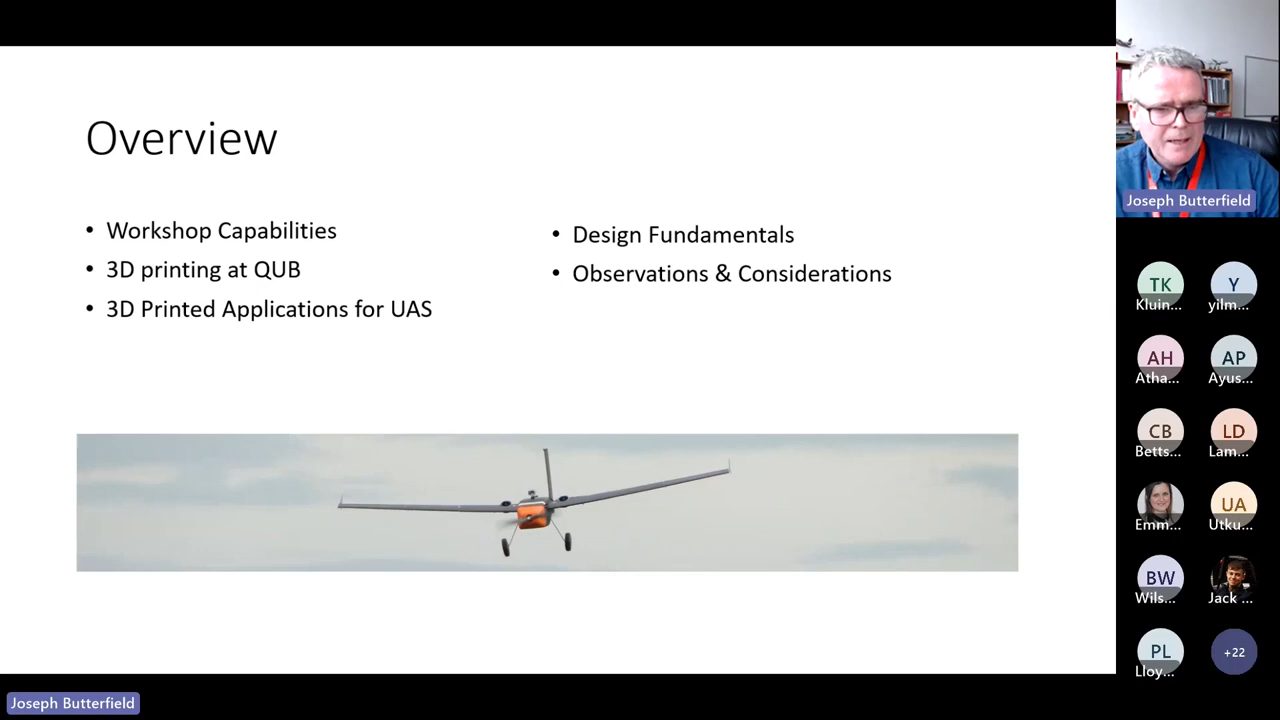 Overview
• Workshop Capabilities
• 3D printing at QUB
• 3D Printed Applications for UAS
• Design Fundamentals
• Observations & Considerations
Joseph Butterfield
TK
Kluin...
Y
yilm...
AH
Atha...
AP
Ayus...
CB
Betts...
LD
Lam...
Emm...
UA
Utku...
BW
Wils...
Jack ...
PL
Lloy...
+22
Joseph Butterfield